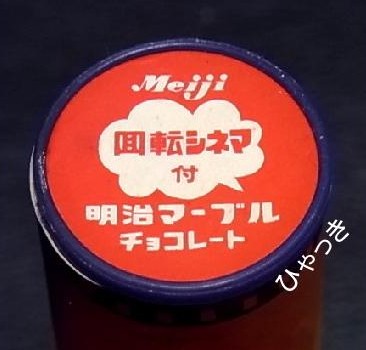 Meiji
回転シネマ
付
明治マーブル
チョコレート
ひゃっき